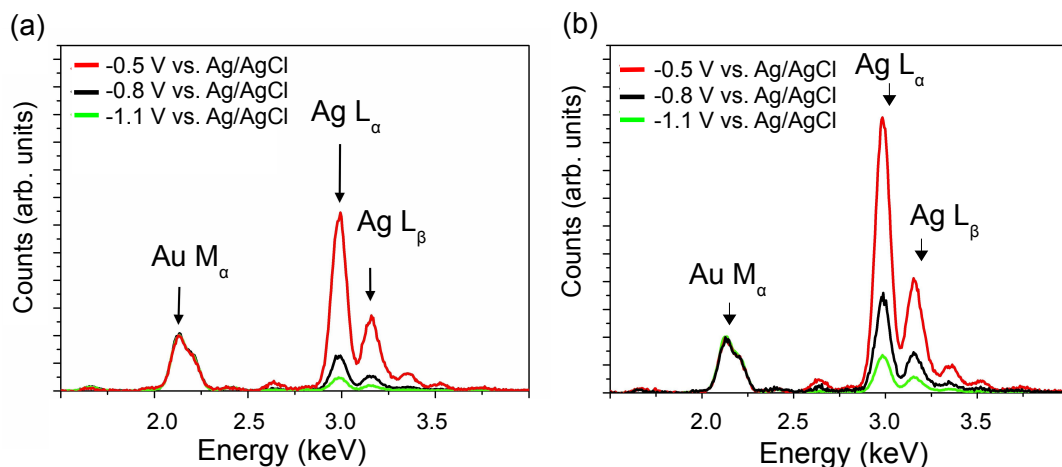 (a)
-0.5 V vs. Ag/AgCl
-0.8 V vs. Ag/AgCl
-1.1 V vs. Ag/AgCl
Ag Lα
Ag Lβ
Au Mα
Counts (arb. units)
2.0 2.5 3.0 3.5
Energy (keV)
(b)
-0.5 V vs. Ag/AgCl
-0.8 V vs. Ag/AgCl
-1.1 V vs. Ag/AgCl
Ag Lα
Ag Lβ
Au Mα
Counts (arb. units)
2.0 2.5 3.0 3.5
Energy (keV)